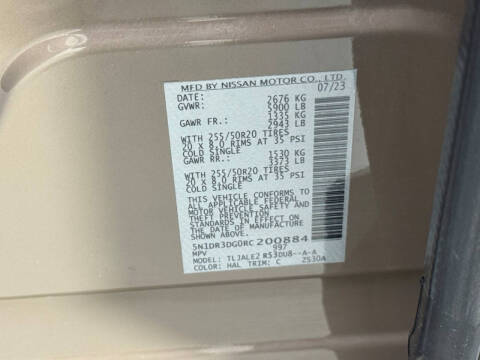 MFD BY NISSAN MOTOR CO., LTD.
DATE: 07/23
GVWR: 2676 KG
5900 LB
GAWR FR.: 1335 KG
2943 LB
WITH 255/50R20 TIRES
20 X 8.0 RIMS AT 35 PSI
COLD SINGLE
GAWR RR.: 1530 KG
3373 LB
WITH 255/50R20 TIRES
20 X 8.0 RIMS AT 35 PSI
COLD SINGLE
THIS VEHICLE CONFORMS TO
ALL APPLICABLE FEDERAL
MOTOR VEHICLE SAFETY AND
THEFT PREVENTION
STANDARDS IN EFFECT ON
THE DATE OF MANUFACTURE
SHOWN ABOVE.
5N1DR3DG0RC200884
MPV 997
MODEL: TLJALE2 R53DU8--A-A
COLOR: HAL TRIM: C 2530A